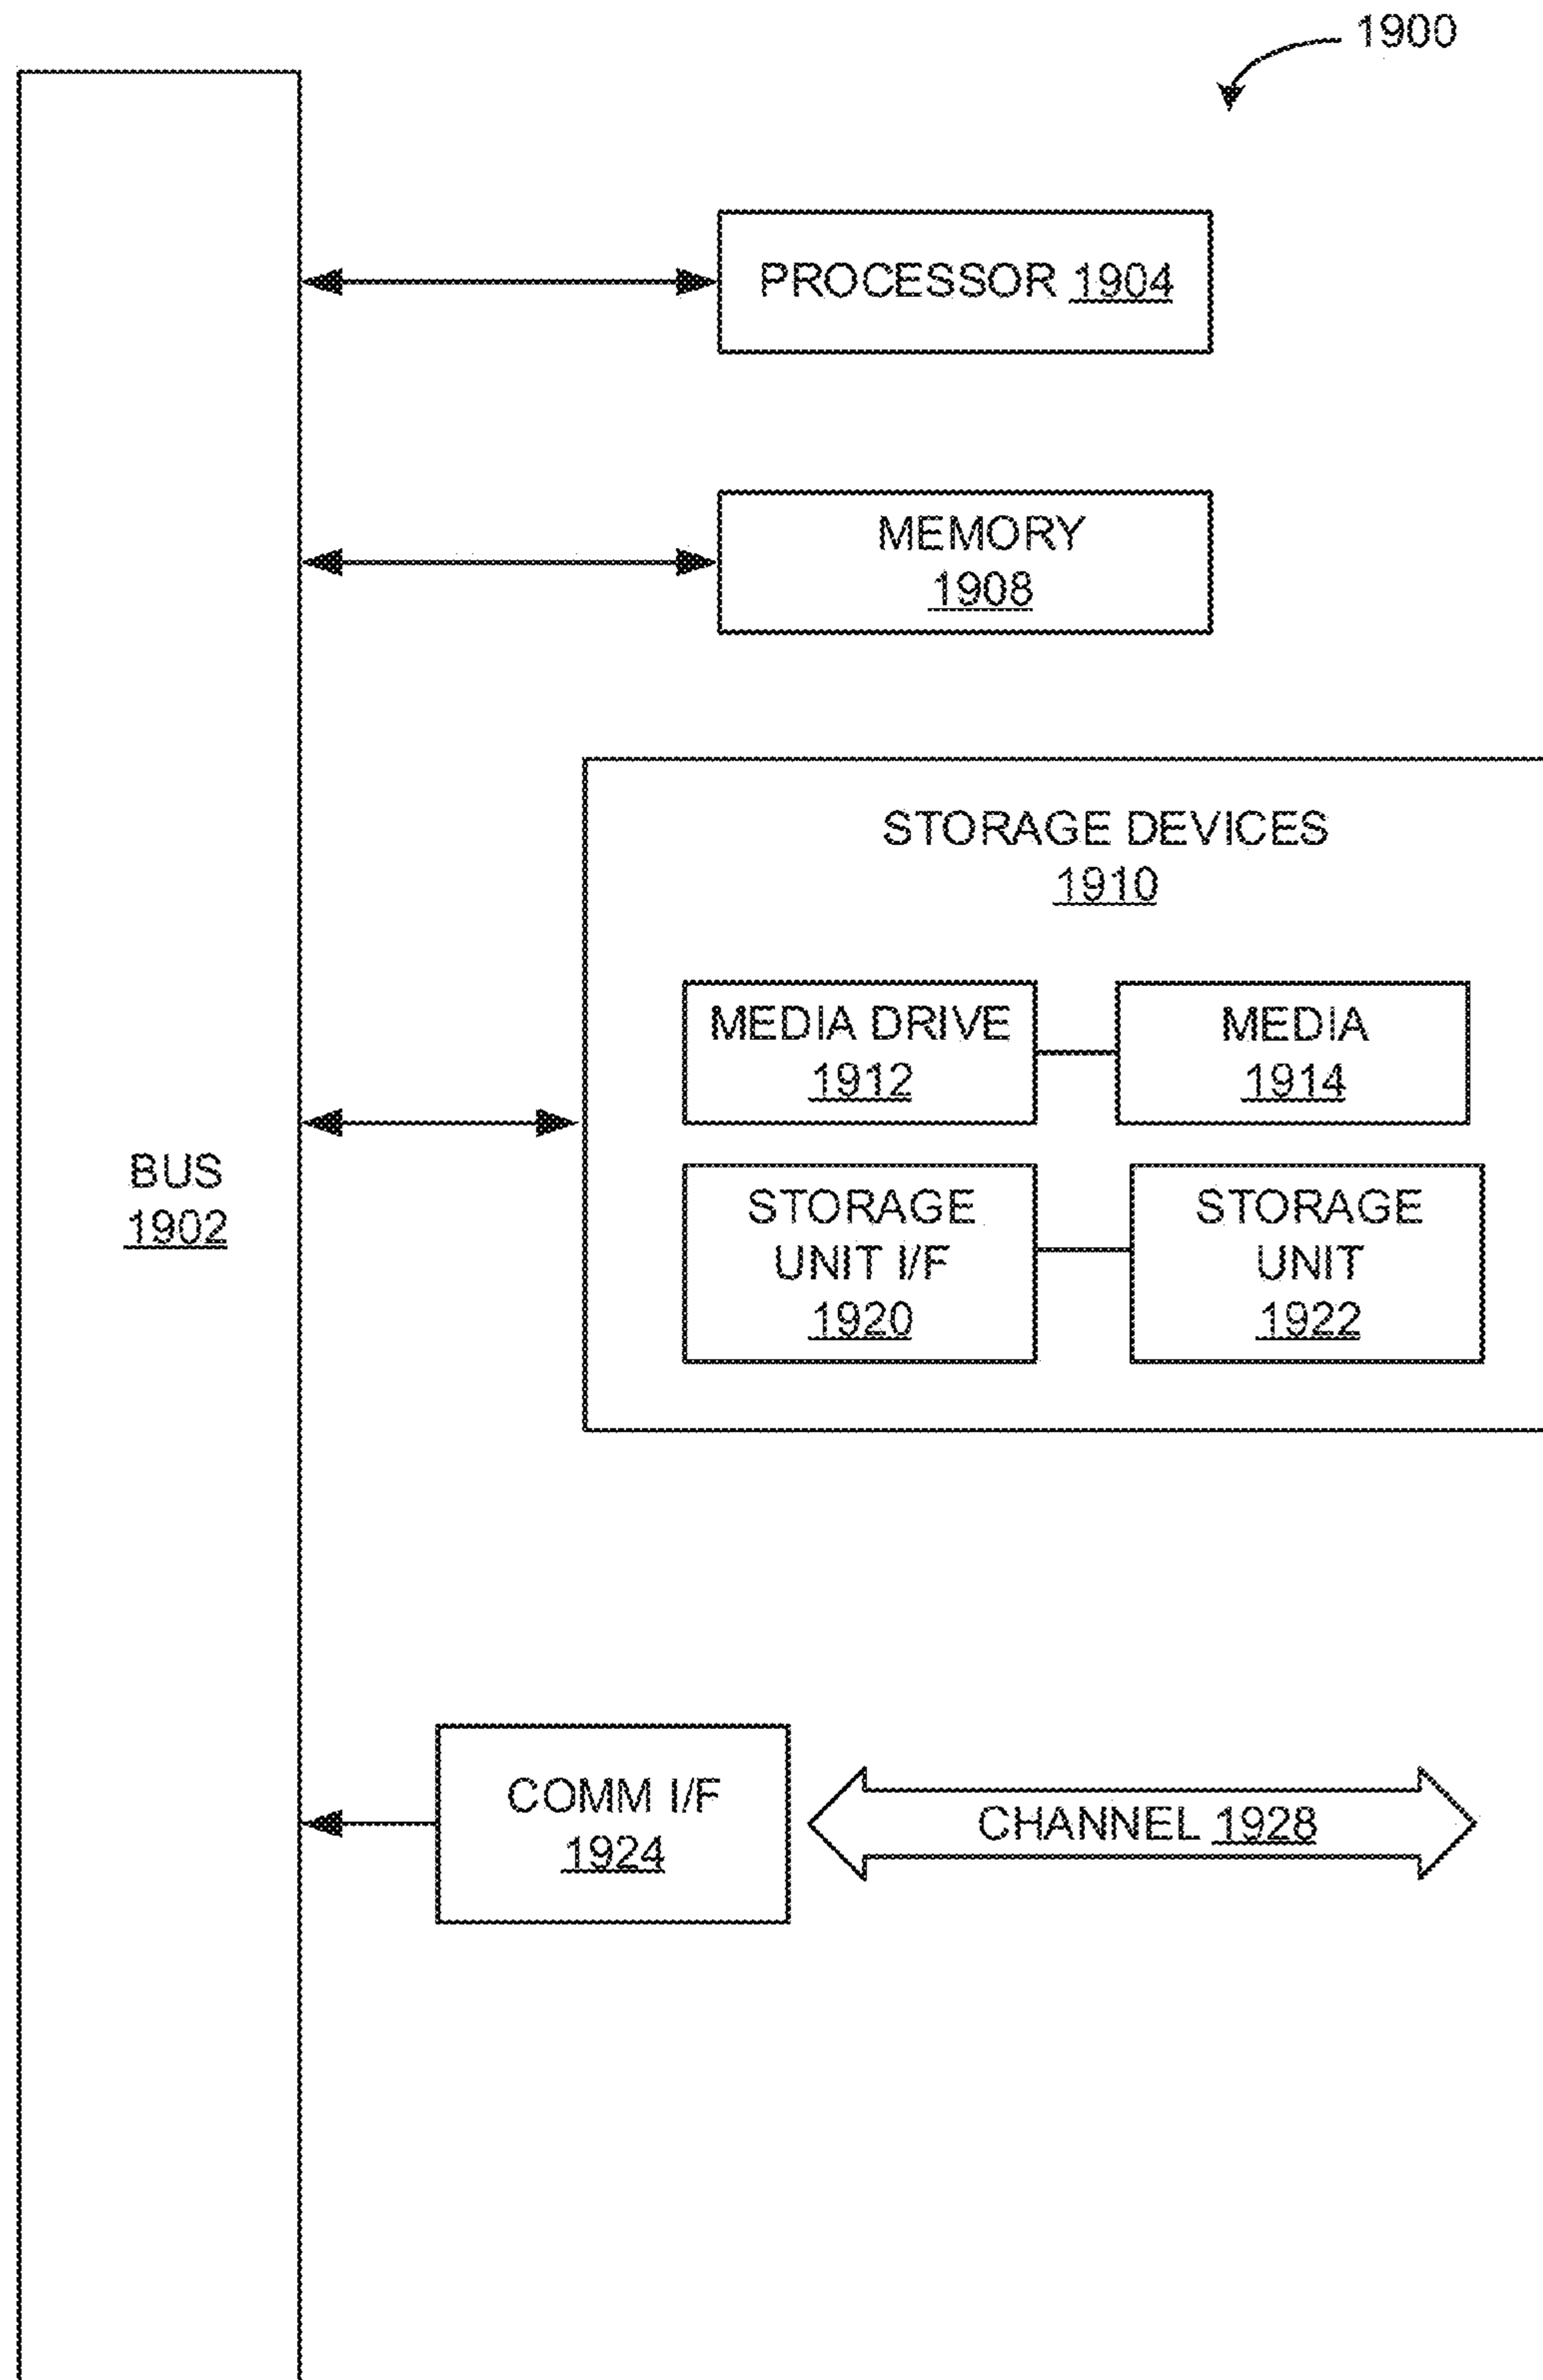 1900
PROCESSOR 1904
MEMORY
1908
STORAGE DEVICES
1910
MEDIA DRIVE
1912
MEDIA
1914
BUS
1902
STORAGE
UNIT I/F
1920
STORAGE
UNIT
1922
COMM I/F
1924
CHANNEL 1928